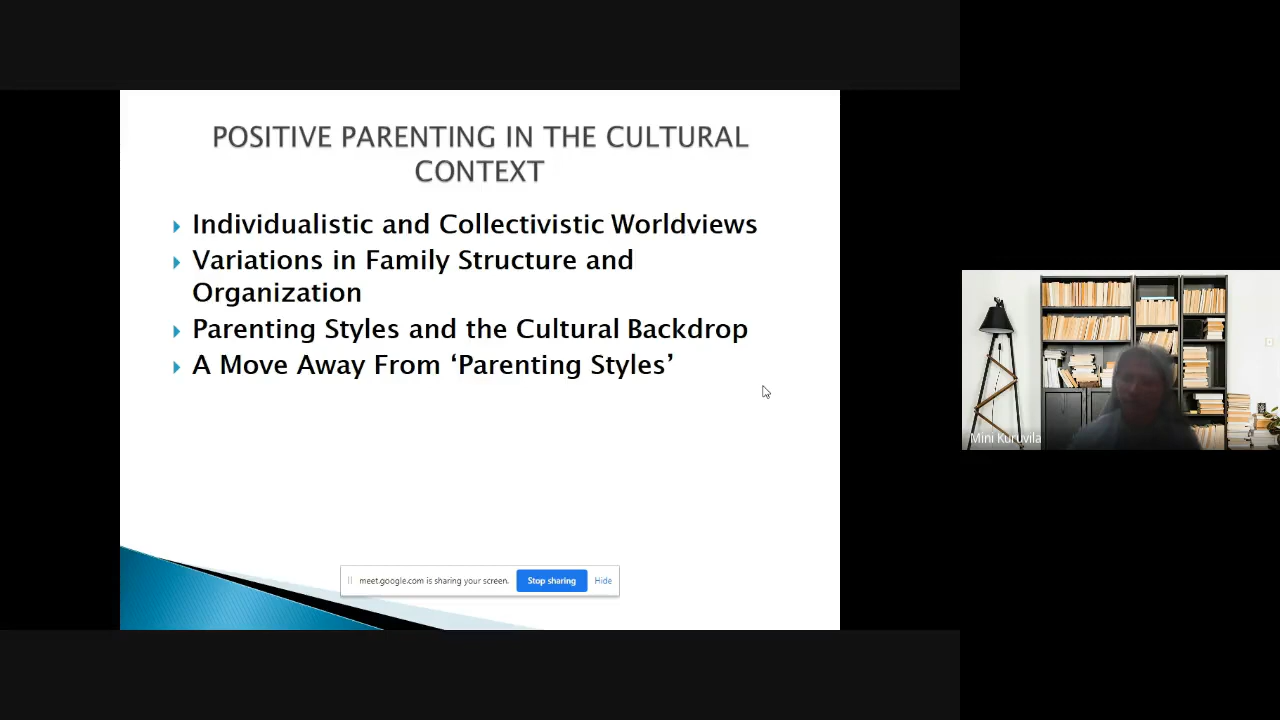 POSITIVE PARENTING IN THE CULTURAL
CONTEXT
Individualistic and Collectivistic Worldviews
Variations in Family Structure and
Organization
Parenting Styles and the Cultural Backdrop
A Move Away From ‘Parenting Styles’
meet.google.com is sharing your screen.
Stop sharing
Hide
Mini Kuruvila